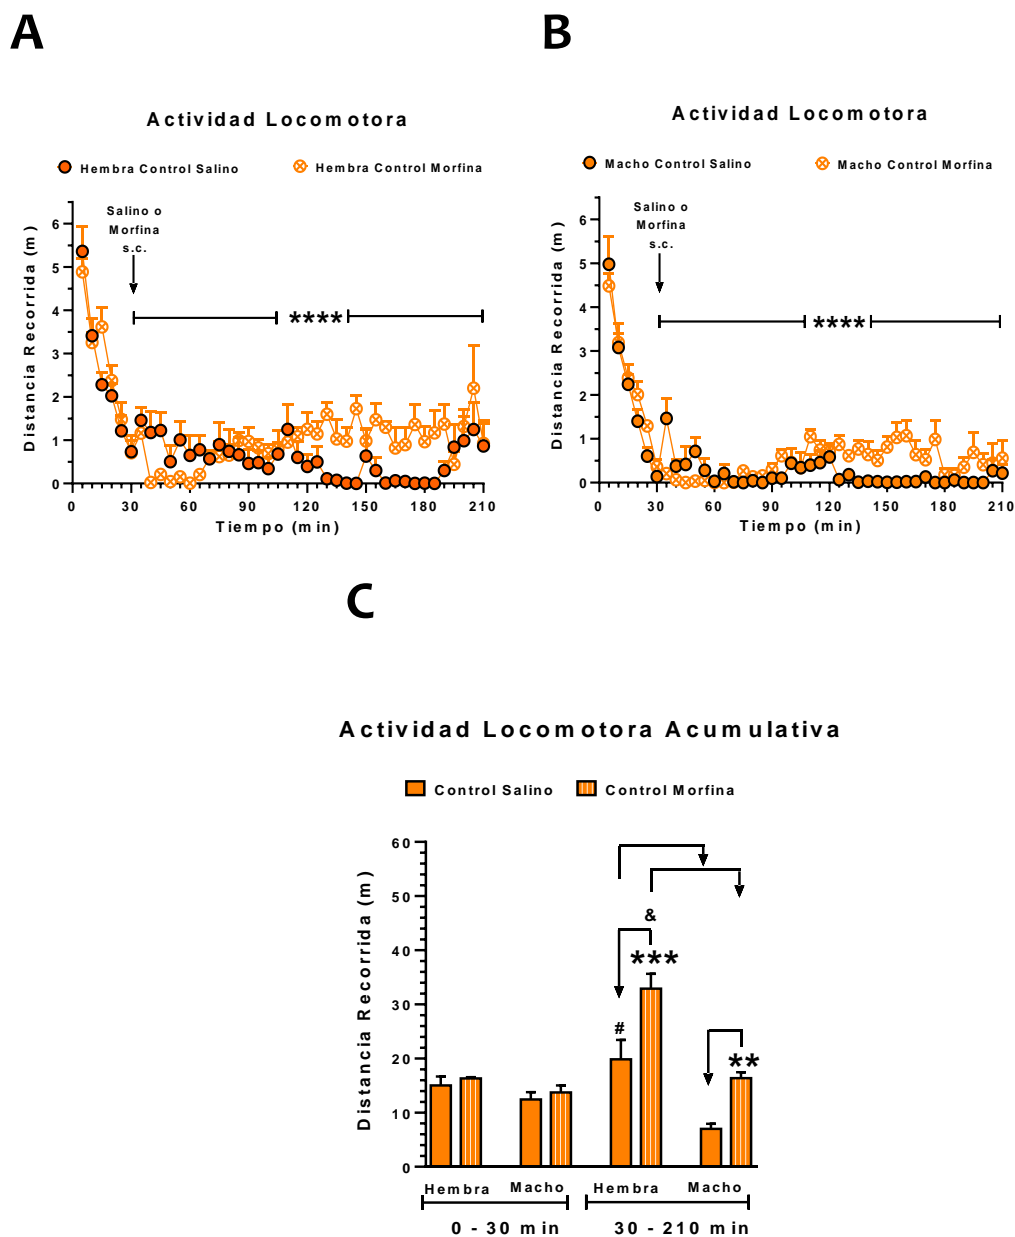 A
Actividad Locomotora
Hembra Control Salino
Hembra Control Morfina
Distancia Recorrida (m)
6
5
4
3
2
1
0
Salino o
Morfina
s.c.
****
0 30 60 90 120 150 180 210
Tiempo (min)
B
Actividad Locomotora
Macho Control Salino
Macho Control Morfina
Distancia Recorrida (m)
6
5
4
3
2
1
0
Salino o
Morfina
s.c.
****
0 30 60 90 120 150 180 210
Tiempo (min)
C
Actividad Locomotora Acumulativa
Control Salino
Control Morfina
Distancia Recorrida (m)
60
50
40
30
20
10
0
&
***
#
**
Hembra Macho Hembra Macho
0 - 30 min 30 - 210 min